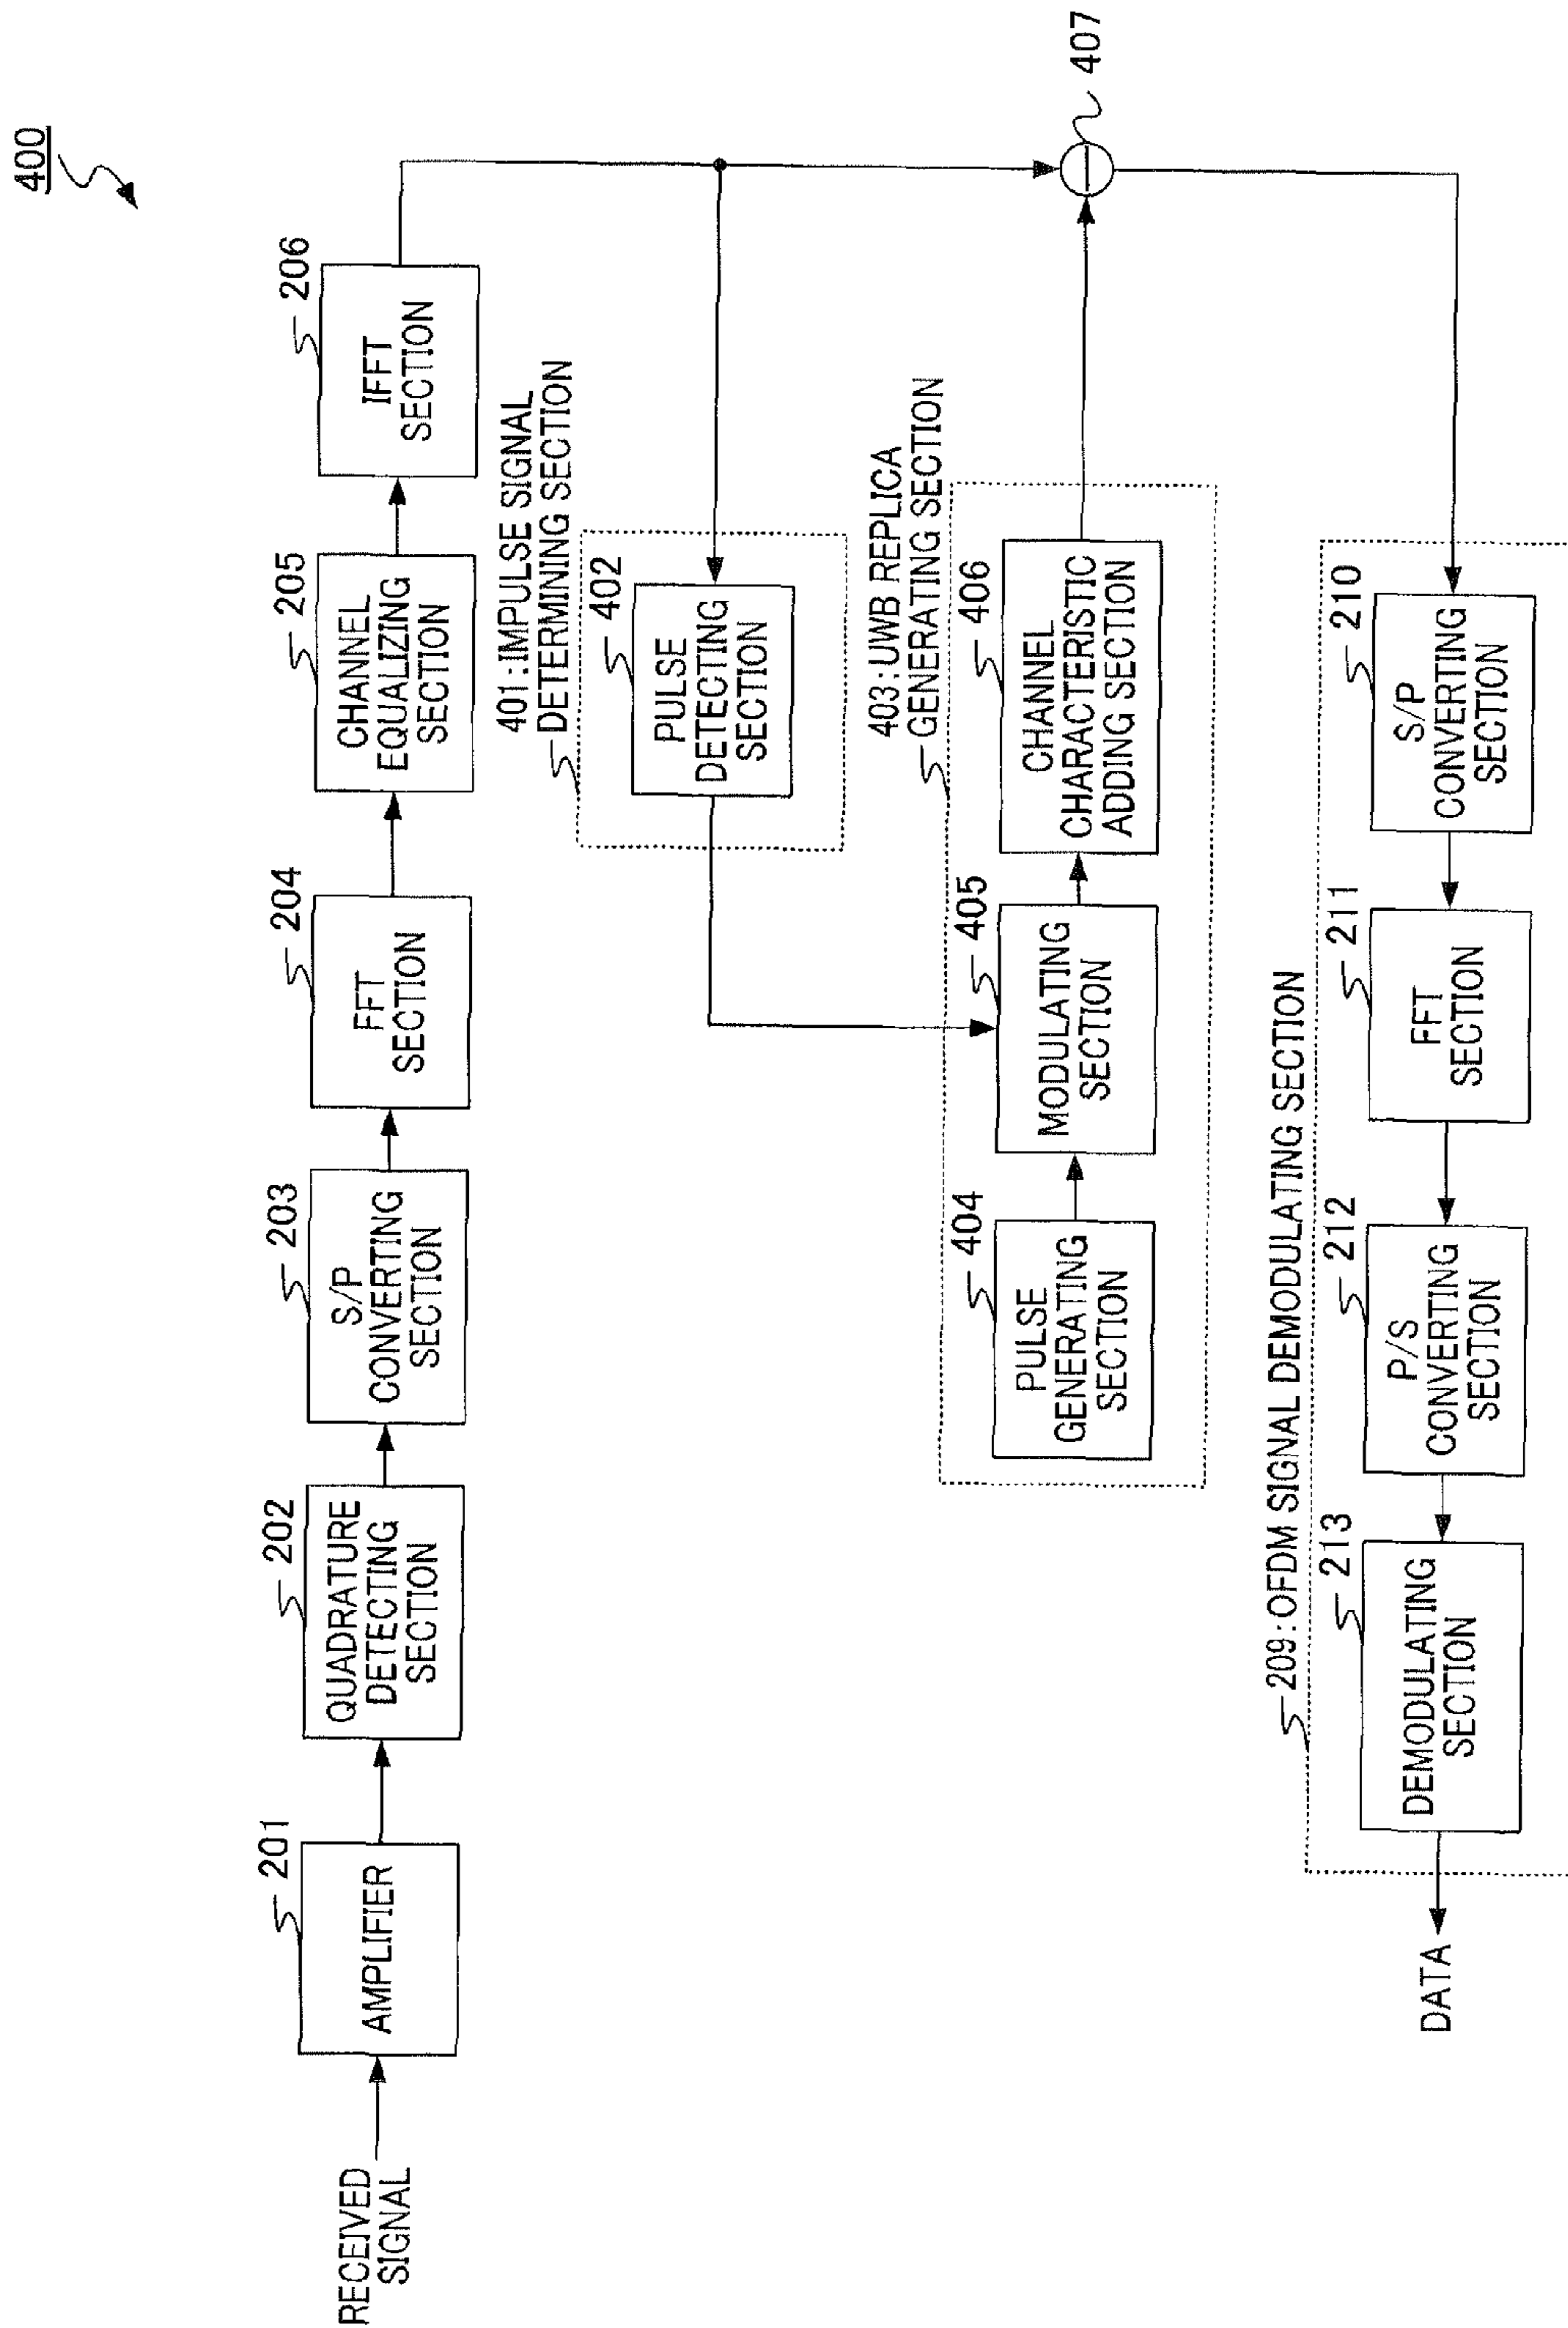 400
RECEIVED
SIGNAL
201
AMPLIFIER
202
QUADRATURE
DETECTING
SECTION
203
S/P
CONVERTING
SECTION
204
FFT
SECTION
205
CHANNEL
EQUALIZING
SECTION
206
IFFT
SECTION
401:IMPULSE SIGNAL
DETERMINING SECTION
402
PULSE
DETECTING
SECTION
403:UWB REPLICA
GENERATING SECTION
404
PULSE
GENERATING
SECTION
405
MODULATING
SECTION
406
CHANNEL
CHARACTERISTIC
ADDING SECTION
407
209:OFDM SIGNAL DEMODULATING SECTION
DATA
213
DEMODULATING
SECTION
212
P/S
CONVERTING
SECTION
211
FFT
SECTION
210
S/P
CONVERTING
SECTION